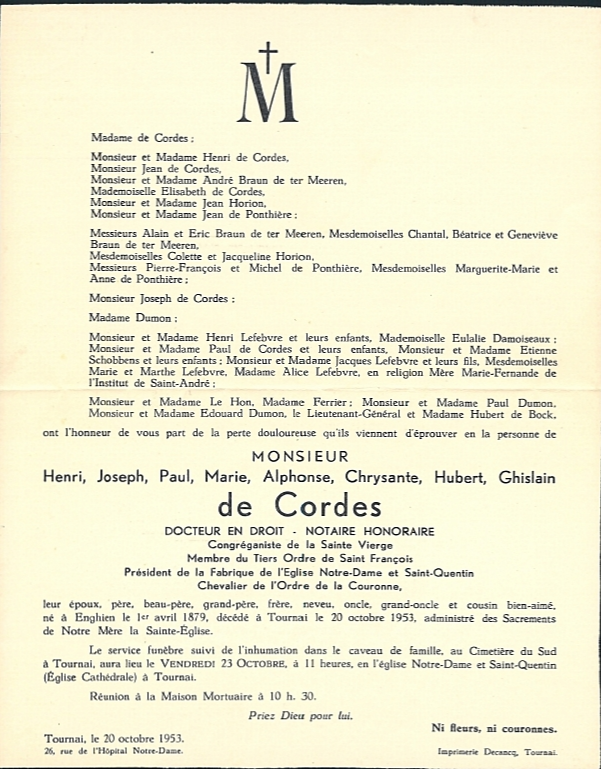 M
Madame de Cordes ;
Monsieur et Madame Henri de Cordes,
Monsieur Jean de Cordes,
Monsieur et Madame André Braun de ter Meeren,
Mademoiselle Elisabeth de Cordes,
Monsieur et Madame Jean Horion,
Monsieur et Madame Jean de Ponthière ;
Messieurs Alain et Eric Braun de ter Meeren, Mesdemoiselles Chantal, Béatrice et Geneviève
Braun de ter Meeren,
Mesdemoiselles Colette et Jacqueline Horion,
Messieurs Pierre-François et Michel de Ponthière, Mesdemoiselles Marguerite-Marie et
Anne de Ponthière ;
Monsieur Joseph de Cordes ;
Madame Dumon ;
Monsieur et Madame Henri Lefebvre et leurs enfants, Mademoiselle Eulalie Damoiseaux ;
Monsieur et Madame Paul de Cordes et leurs enfants, Monsieur et Madame Etienne
Schobbens et leurs enfants ; Monsieur et Madame Jacques Lefebvre et leurs fils, Mesdemoiselles
Marie et Marthe Lefebvre, Madame Alice Lefebvre, en religion Mère Marie-Fernande de
l'Institut de Saint-André ;
Monsieur et Madame Le Hon, Madame Ferrier ; Monsieur et Madame Paul Dumon,
Monsieur et Madame Edouard Dumon, le Lieutenant-Général et Madame Hubert de Bock,
ont l'honneur de vous part de la perte douloureuse qu'ils viennent d'éprouver en la personne de
MONSIEUR
Henri, Joseph, Paul, Marie, Alphonse, Chrysante, Hubert, Ghislain
de Cordes
DOCTEUR EN DROIT - NOTAIRE HONORAIRE
Congréganiste de la Sainte Vierge
Membre du Tiers Ordre de Saint François
Président de la Fabrique de l'Eglise Notre-Dame et Saint-Quentin
Chevalier de l'Ordre de la Couronne,
leur époux, père, beau-père, grand-père, frère, neveu, oncle, grand-oncle et cousin bien-aimé,
né à Enghien le 1er avril 1879, décédé à Tournai le 20 octobre 1953, administré des Sacrements
de Notre Mère la Sainte-Église.
Le service funèbre suivi de l'inhumation dans le caveau de famille, au Cimetière du Sud
à Tournai, aura lieu le VENDREDI 23 OCTOBRE, à 11 heures, en l'église Notre-Dame et Saint-Quentin
(Église Cathédrale) à Tournai.
Réunion à la Maison Mortuaire à 10 h. 30.
Priez Dieu pour lui.
Ni fleurs, ni couronnes.
Tournai, le 20 octobre 1953.
26, rue de l'Hôpital Notre-Dame.
Imprimerie Decancq, Tournai.